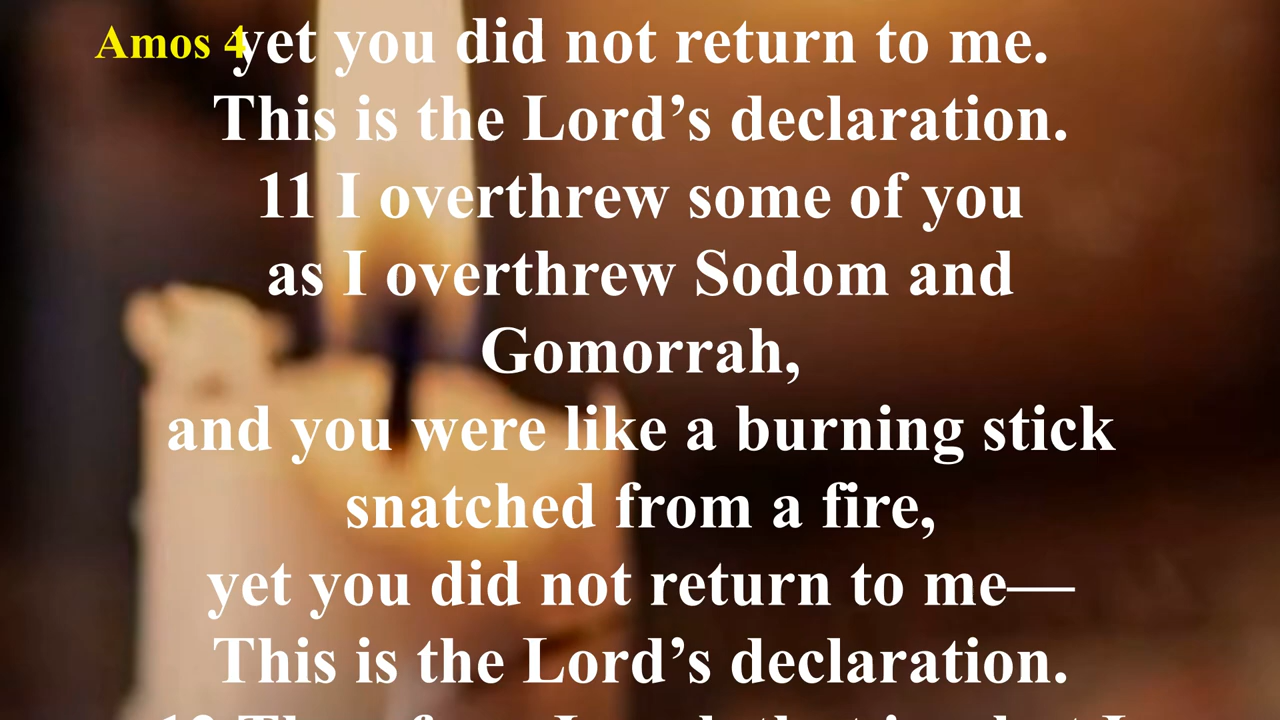 Amos 4
yet you did not return to me.
This is the Lord’s declaration.
11 I overthrew some of you
as I overthrew Sodom and
Gomorrah,
and you were like a burning stick
snatched from a fire,
yet you did not return to me—
This is the Lord’s declaration.